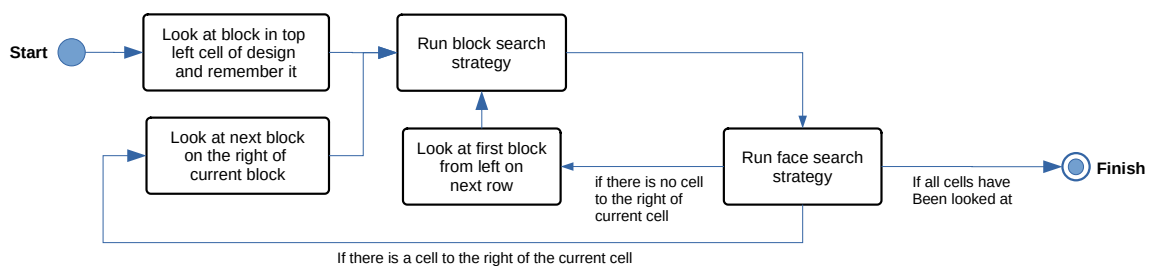 Start
Look at block in top
left cell of design
and remember it
Run block search
strategy
Look at next block
on the right of
current block
Look at first block
from left on
next row
if there is no cell
to the right of
current cell
Run face search
strategy
If all cells have
Been looked at
Finish
If there is a cell to the right of the current cell